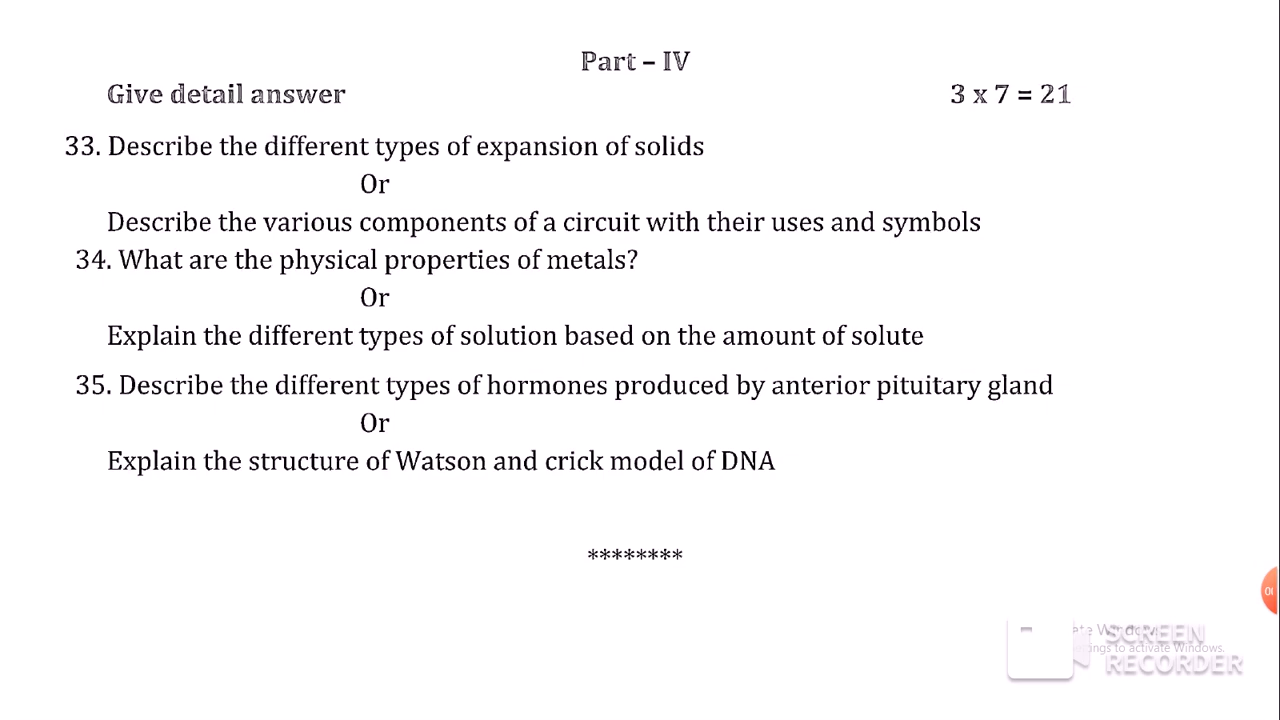 Part – IV
Give detail answer 3 x 7 = 21
33. Describe the different types of expansion of solids
Or
Describe the various components of a circuit with their uses and symbols
34. What are the physical properties of metals?
Or
Explain the different types of solution based on the amount of solute
35. Describe the different types of hormones produced by anterior pituitary gland
Or
Explain the structure of Watson and crick model of DNA
********
SCREEN
to activate Windows.
RECORDER